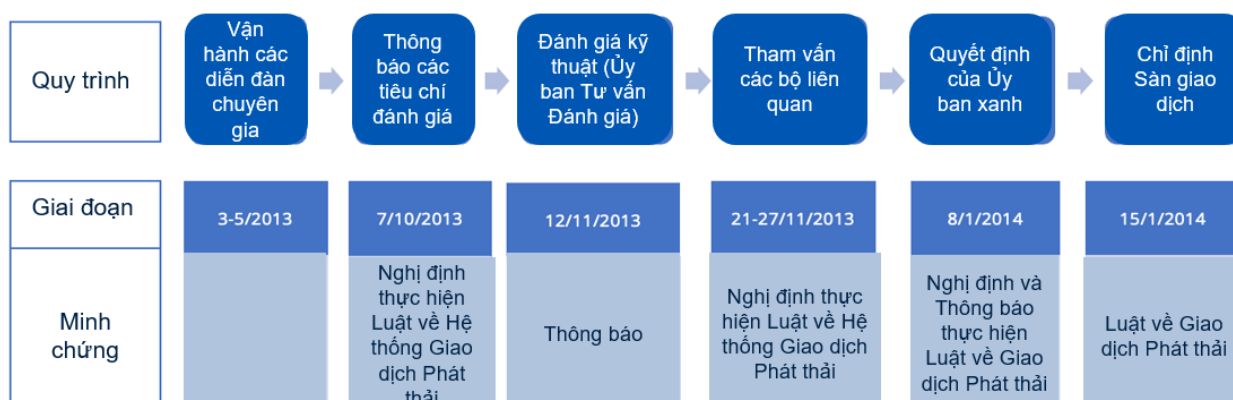 Quy trình
Vận
hành các
diễn đàn
chuyên
gia
Thông
báo các
tiêu chí
đánh giá
Đánh giá kỹ
thuật (Ủy
ban Tư vấn
Đánh giá)
Tham vấn
các bộ liên
quan
Quyết định
của Ủy
ban xanh
Chỉ định
Sàn giao
dịch
Giai đoạn
3-5/2013
7/10/2013
12/11/2013
21-27/11/2013
8/1/2014
15/1/2014
Minh
chứng
Nghị định
thực hiện
Luật về Hệ
thống Giao
dịch Phát
thải
Thông báo
Nghị định thực
hiện Luật về Hệ
thống Giao dịch
Phát thải
Nghị định và
Thông báo
thực hiện
Luật về Giao
dịch Phát thải
Luật về Giao
dịch Phát thải